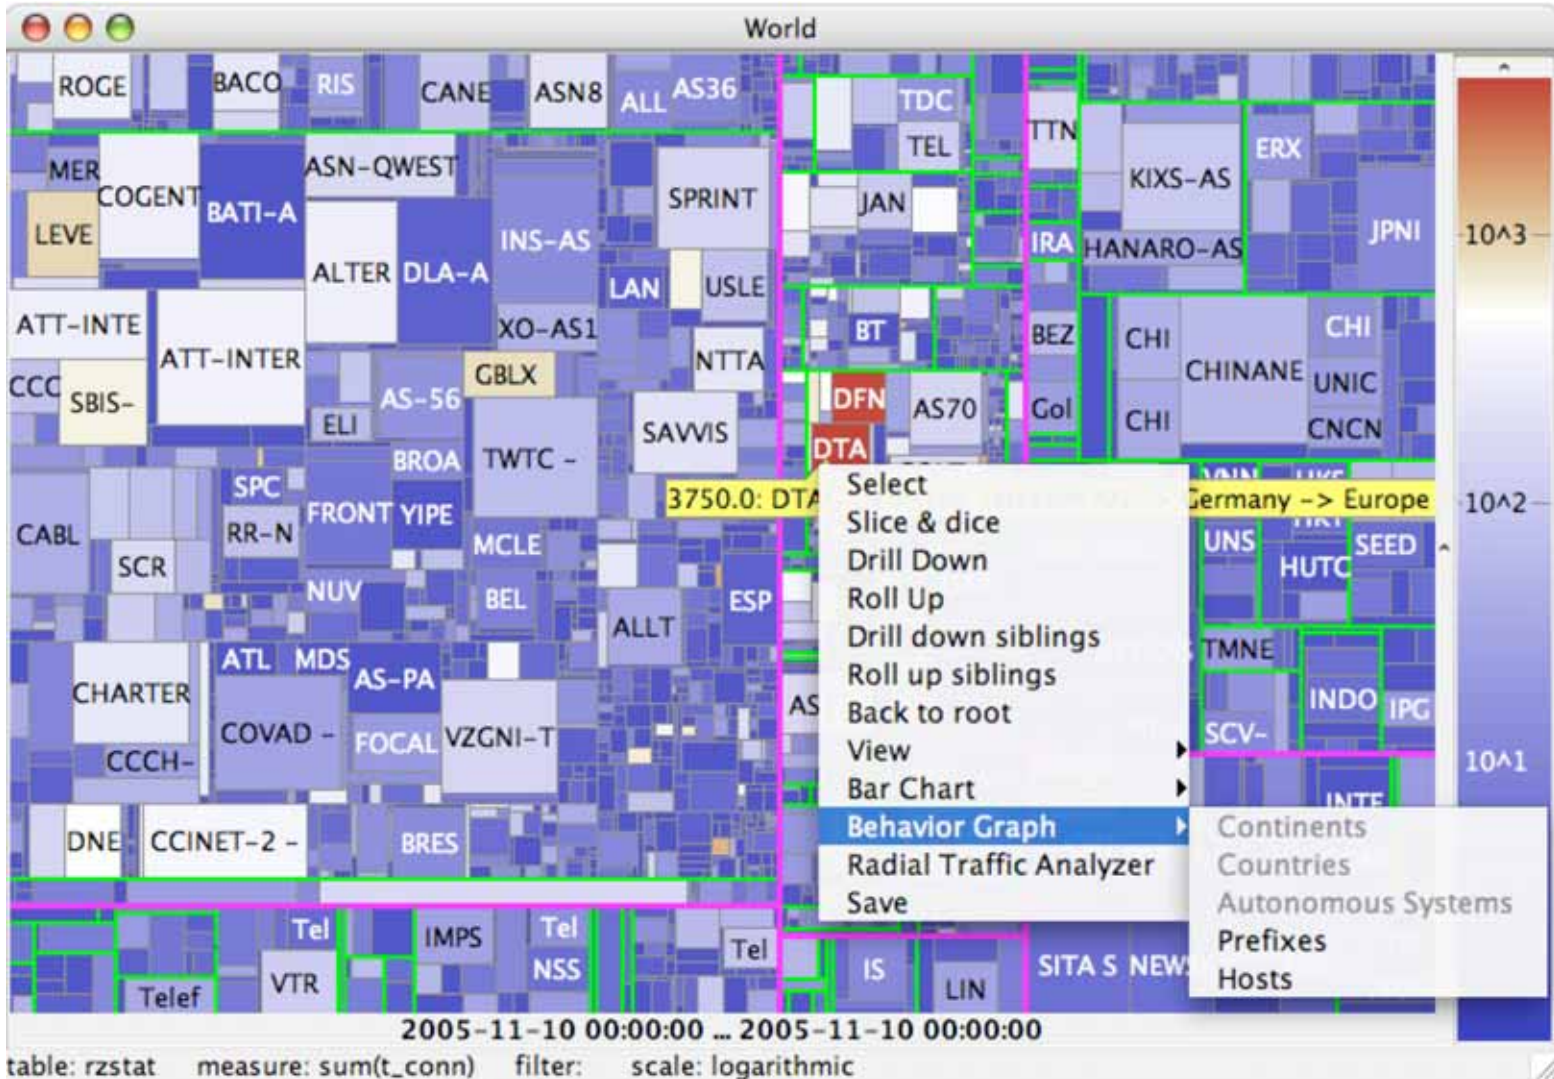 World
ROGE BACO RIS CANE ASN8 ALL AS36 TDC
TEL TTN ERX
MER COGENT BATI-A ASN-QWEST SPRINT KIXS-AS
LEVE ALTER DLA-A INS-AS LAN USLE JAN IRA HANARO-AS JPNI 10^3
ATT-INTE ATT-INTER XO-AS1 NTTA BT BEZ CHI CHINANE CHI
CCC SBIS- ELI AS-56 GBLX SAVVIS DFN AS70 Gol CHI UNIC
CNCN
DTA
CABL SPC RR-N FRONT BROA YIPE TWTC -
3750.0: DTA Germany -> Europe 10^2
SCR NUV MCLE BEL ALLT ESP UNS HUTC SEED
Select
Slice & dice
Drill Down
Roll Up
Drill down siblings
Roll up siblings
Back to root
View
Bar Chart
Behavior Graph
Radial Traffic Analyzer
Save
TMNE INDO IPG
SCV-
10^1
CHARTER ATL MDS AS-PA AS
CCCH- COVAD - FOCAL VZGNI-T
INTE
DNE CCINET-2 - BRES
Continents
Countries
Autonomous Systems
Prefixes
Hosts
Tel IMPS Tel Tel
Telef VTR NSS IS LIN SITA S NEW
2005-11-10 00:00:00 ... 2005-11-10 00:00:00
table: rzstat measure: sum(t_conn) filter: scale: logarithmic